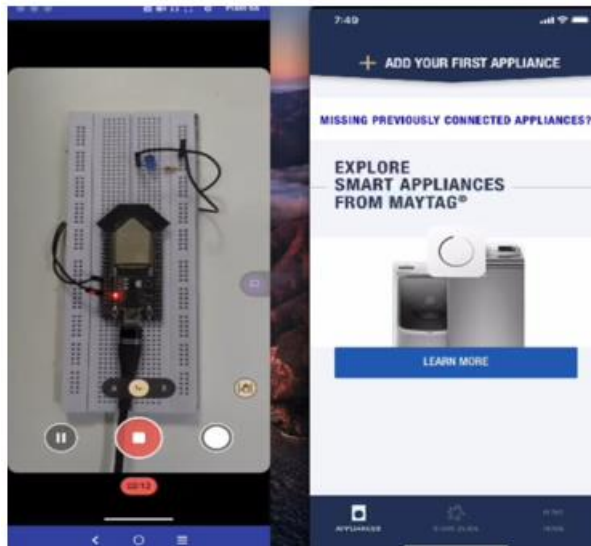 7:49
+ ADD YOUR FIRST APPLIANCE
MISSING PREVIOUSLY CONNECTED APPLIANCES?
EXPLORE
SMART APPLIANCES
FROM MAYTAG®
LEARN MORE
APPLIANCES